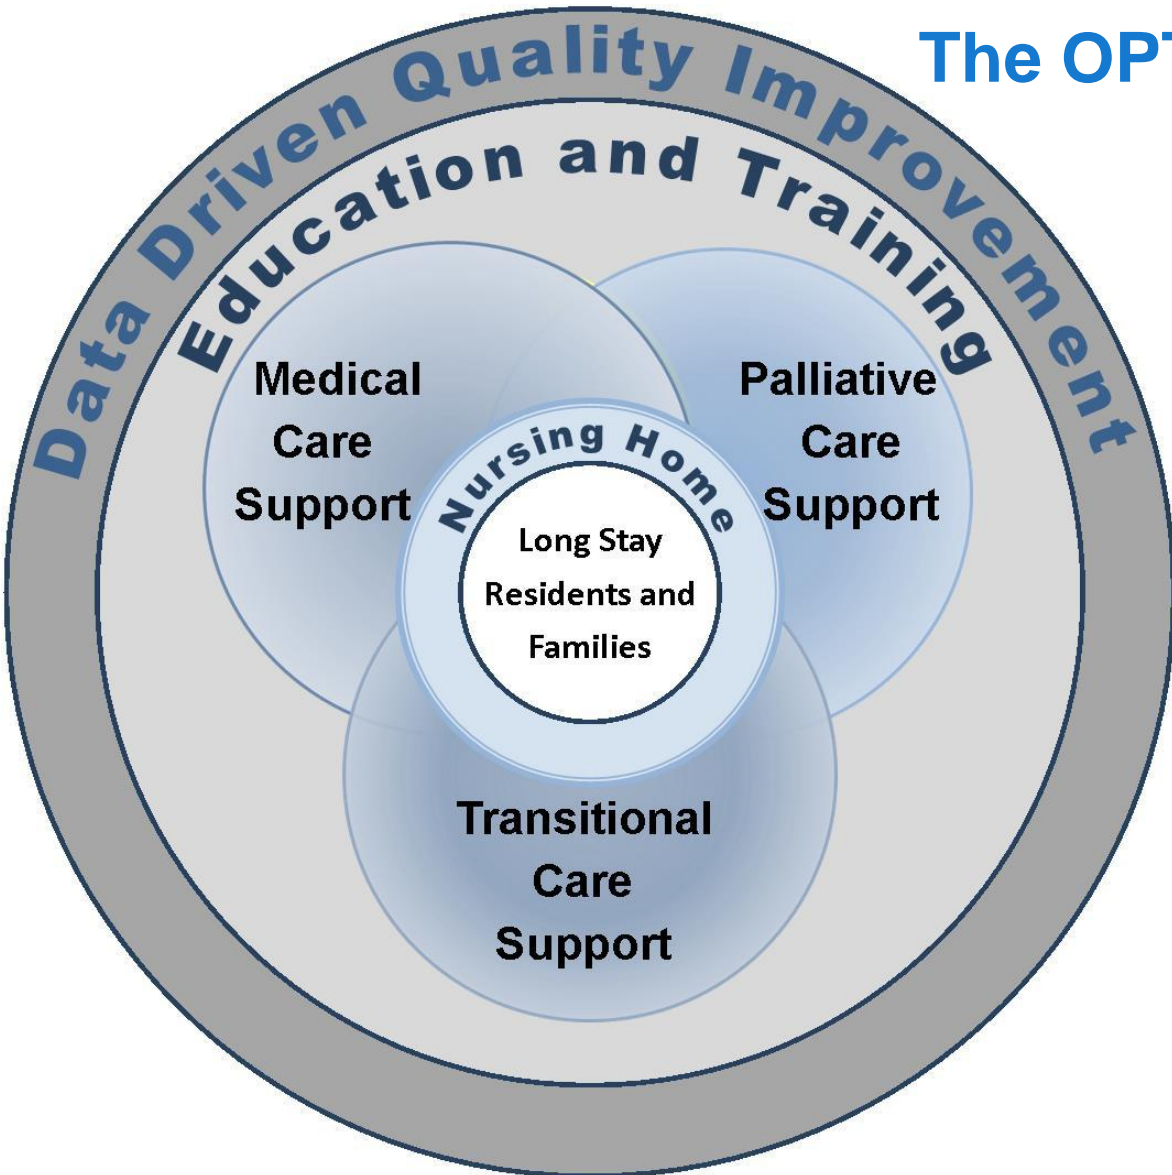 The OPT
Data Driven Quality Improvement
Education and Training
Medical
Care
Support
Palliative
Care
Support
Nursing Home
Long Stay
Residents and
Families
Transitional
Care
Support